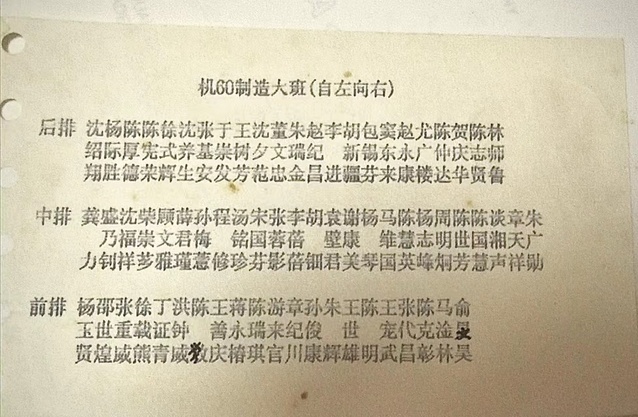 机60制造大班(自左向右)
后排 沈杨陈陈徐沈张于王沈董朱赵李胡包窦赵尤陈贺陈林
绍际厚宪式养基崇树夕文瑞纪 新锡东永广仲庆志师
翔胜德荣辉生安发芳范忠金昌进疆芬来康楼达华贤鲁
中排 龚盛沈柴顾薛孙程汤宋张李胡袁谢杨马陈杨周陈陈谈章朱
乃福崇文君梅 铭国蓓蓓 壁康 维慧明志明世国湘天广
力钊祥芗雅瑾蕙修珍影芬蓓钿君美琴国英峰炯芳慧声祥勋
前排 杨邵张徐丁洪陈王蒋陈游章孙朱王陈王张陈马俞
玉世重载证钟 善永瑞来纪俊 世 宠代克淦
贤煌威熊青威 庆椿琪官川康辉雄明武昌彰林昊